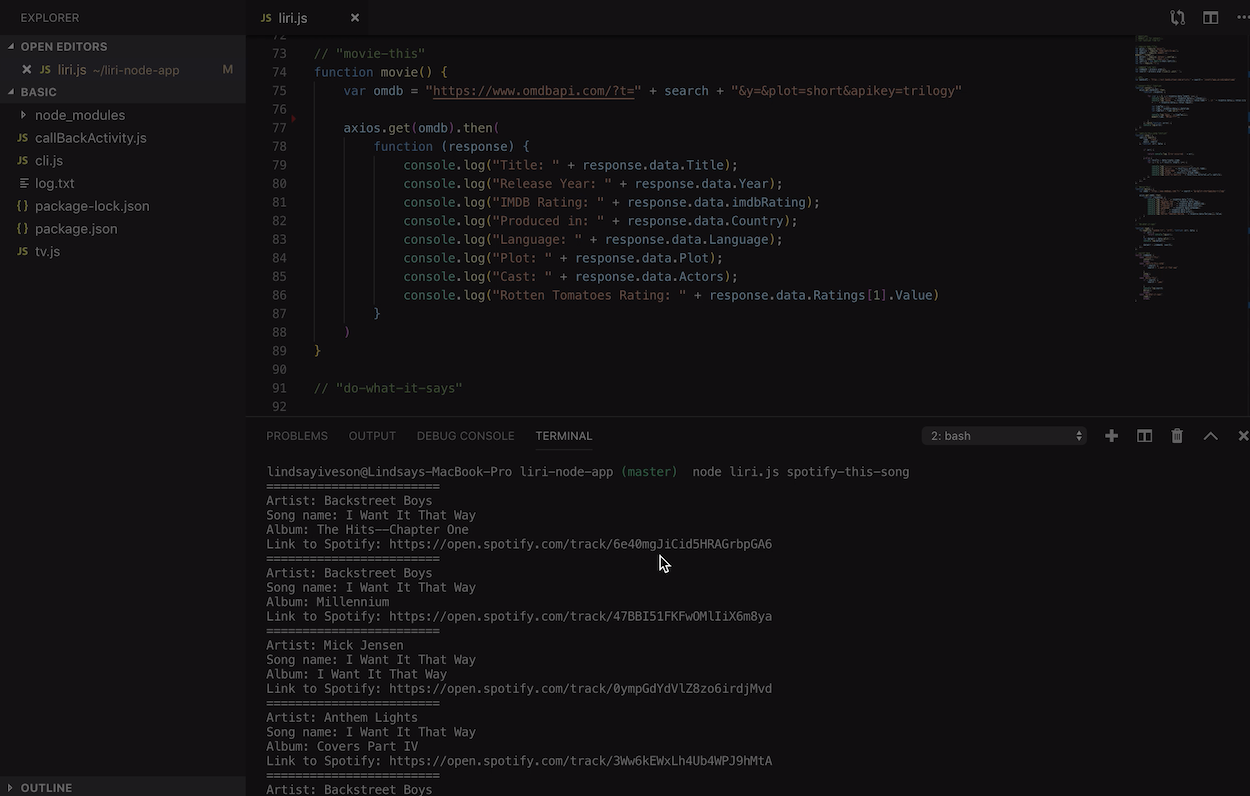 EXPLORER
OPEN EDITORS
JS liri.js ~/liri-node-app M
BASIC
node_modules
JS callBackActivity.js
JS cli.js
log.txt
{ } package-lock.json
{ } package.json
JS tv.js
OUTLINE
JS liri.js
72
73 // "movie-this"
74 function movie() {
75 var omdb = "https://www.omdbapi.com/?t=" + search + "&y=&plot=short&apikey=trilogy"
76
77 axios.get(omdb).then(
78 function (response) {
79 console.log("Title: " + response.data.Title);
80 console.log("Release Year: " + response.data.Year);
81 console.log("IMDB Rating: " + response.data.imdbRating);
82 console.log("Produced in: " + response.data.Country);
83 console.log("Language: " + response.data.Language);
84 console.log("Plot: " + response.data.Plot);
85 console.log("Cast: " + response.data.Actors);
86 console.log("Rotten Tomatoes Rating: " + response.data.Ratings[1].Value)
87 }
88 )
89 }
90
91 // "do-what-it-says"
92
PROBLEMS OUTPUT DEBUG CONSOLE TERMINAL 2: bash
lindsayiveson@Lindsays-MacBook-Pro liri-node-app (master) node liri.js spotify-this-song
========================
Artist: Backstreet Boys
Song name: I Want It That Way
Album: The Hits--Chapter One
Link to Spotify: https://open.spotify.com/track/6e40mgJiCid5HRAGrbpGA6
========================
Artist: Backstreet Boys
Song name: I Want It That Way
Album: Millennium
Link to Spotify: https://open.spotify.com/track/47BBI51FKFwOMlIiX6m8ya
========================
Artist: Mick Jensen
Song name: I Want It That Way
Album: I Want It That Way
Link to Spotify: https://open.spotify.com/track/0ympGdYdVlZ8zo6irdjMvd
========================
Artist: Anthem Lights
Song name: I Want It That Way
Album: Covers Part IV
Link to Spotify: https://open.spotify.com/track/3Ww6kEWxLh4Ub4WPJ9hMtA
========================
Artist: Backstreet Boys